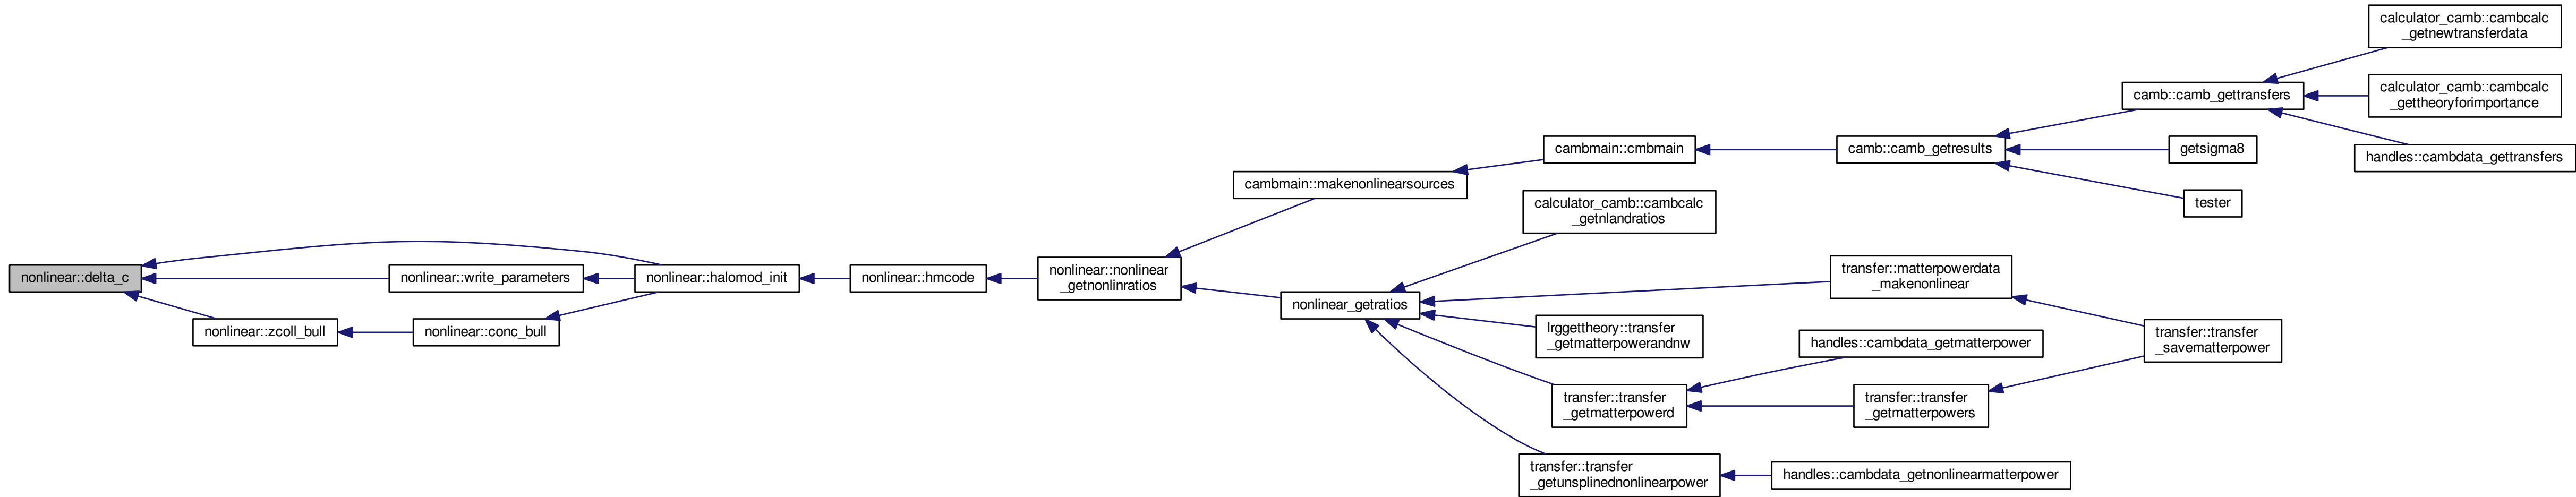 calculator_camb::cambcalc
_getnewtransferdata
camb::camb_gettransfers
calculator_camb::cambcalc
_gettheoryforimportance
cambmain::cmbmain
camb::camb_getresults
getsigma8
handles::cambdata_gettransfers
cambmain::makenonlinearsources
calculator_camb::cambcalc
_getnlandratios
tester
nonlinear::delta_c
nonlinear::write_parameters
nonlinear::halomod_init
nonlinear::hmcode
nonlinear::nonlinear
_getnonlinratios
transfer::matterpowerdata
_makenonlinear
nonlinear_getratios
nonlinear::zcoll_bull
nonlinear::conc_bull
lrggettheory::transfer
_getmatterpowerandnw
handles::cambdata_getmatterpower
transfer::transfer
_savematterpower
transfer::transfer
_getmatterpowerd
transfer::transfer
_getmatterpowers
transfer::transfer
_getunsplinednonlinearpower
handles::cambdata_getnonlinearmatterpower